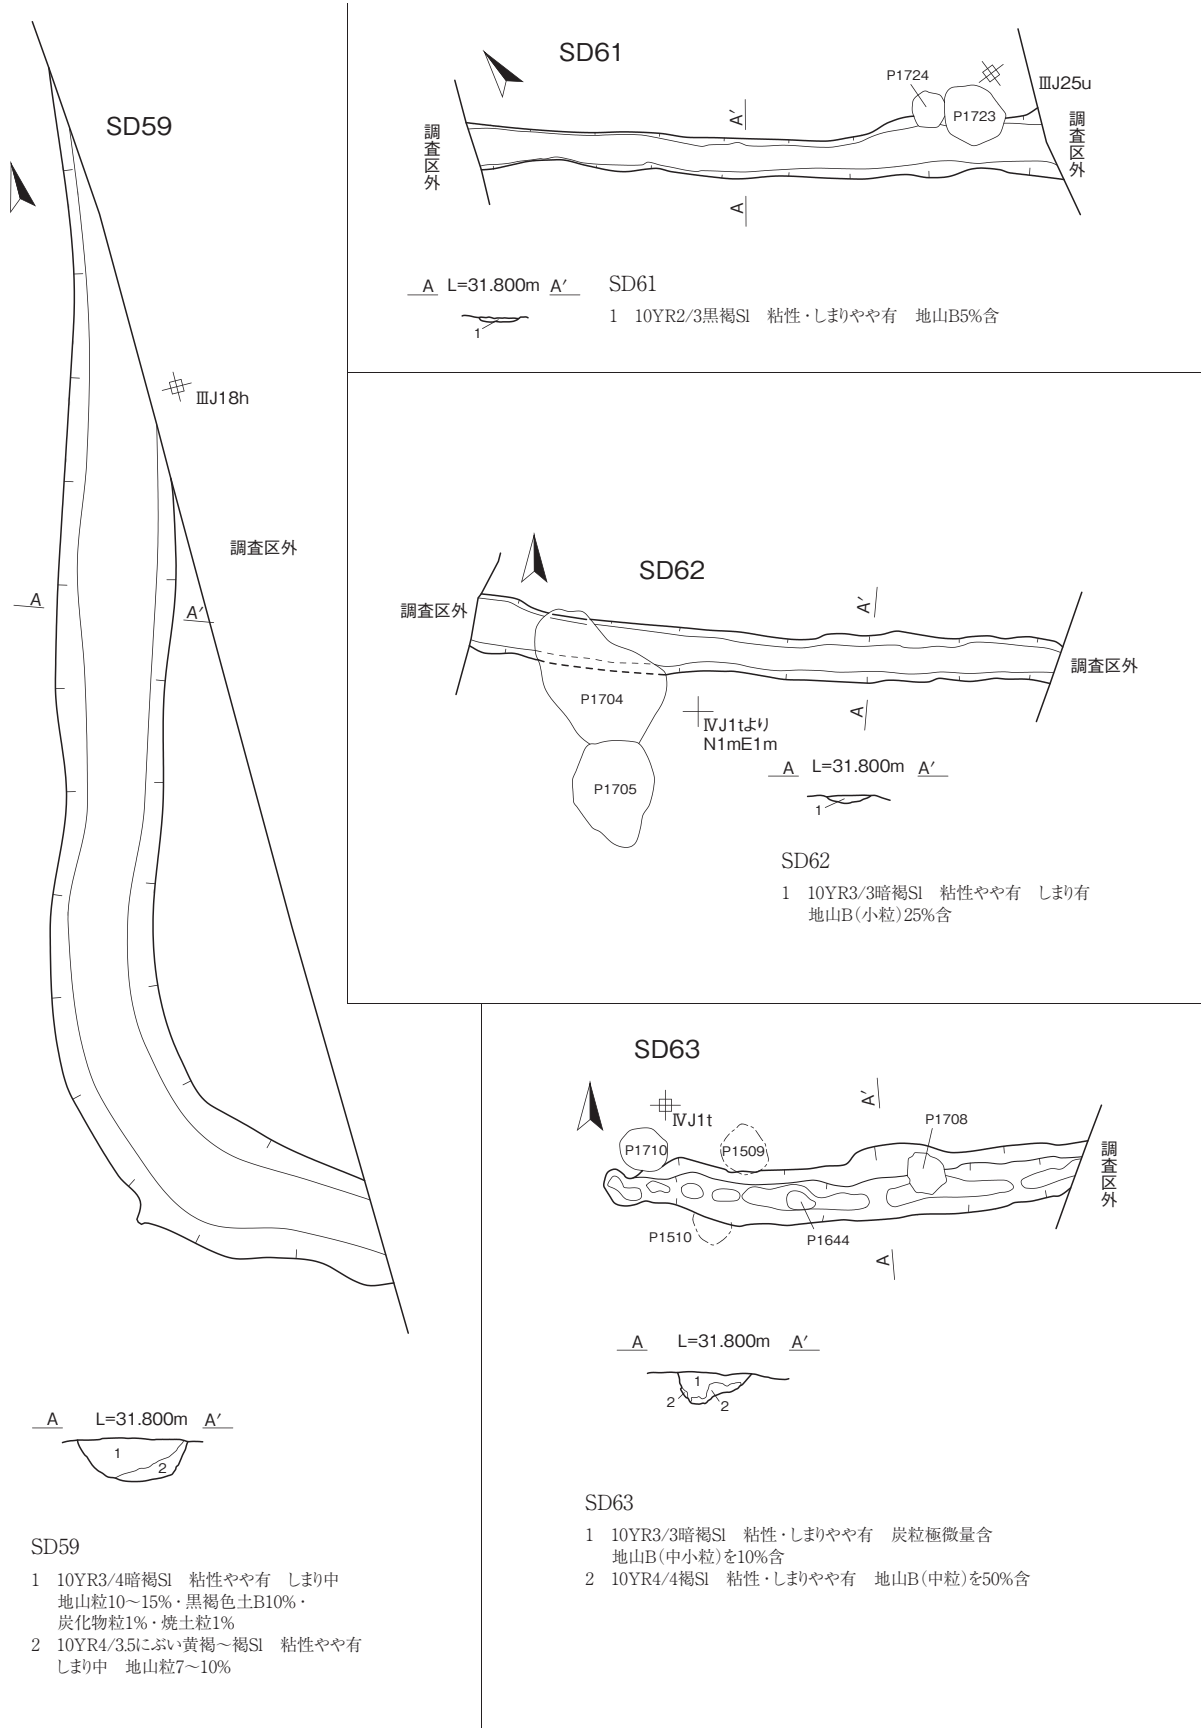 SD59
ⅢJ18h
調査区外
A
A′
A L=31.800m A′
1
2
SD59
1　10YR3/4暗褐Sl　粘性やや有　しまり中
地山粒10～15%・黒褐色土B10%・
炭化物粒1%・焼土粒1%
2　10YR4/3.5にぶい黄褐～褐Sl　粘性やや有
しまり中　地山粒7～10%
SD61
P1724
P1723
ⅢJ25u
調査区外
調査区外
A′
A
A L=31.800m A′
1
SD61
1　10YR2/3黒褐Sl　粘性・しまりやや有　地山B5%含
SD62
調査区外
調査区外
A′
A
P1704
P1705
ⅣJ1tより
N1mE1m
A L=31.800m A′
1
SD62
1　10YR3/3暗褐Sl　粘性やや有　しまり有
地山B（小粒）25%含
SD63
ⅣJ1t
P1710
P1509
P1708
P1510
P1644
調査区外
A′
A
A L=31.800m A′
1
2
2
SD63
1　10YR3/3暗褐Sl　粘性・しまりやや有　炭粒極微量含
地山B（中小粒）を10%含
2　10YR4/4褐Sl　粘性・しまりやや有　地山B（中粒）を50%含